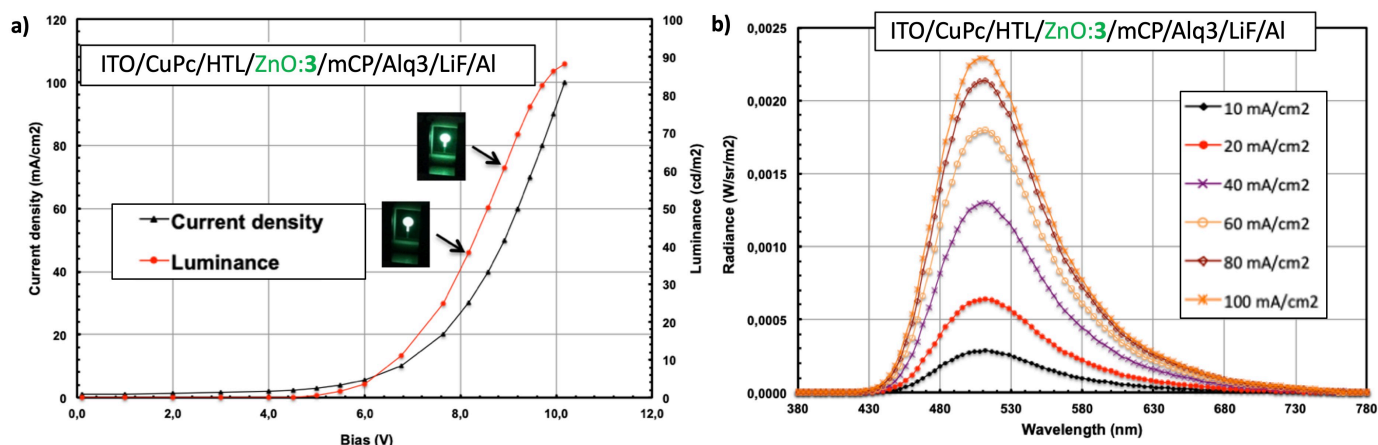 a)
ITO/CuPc/HTL/ZnO:3/mCP/Alq3/LiF/Al
Current density (mA/cm2)
120
100
80
60
40
20
0
Current density
Luminance
0,0
2,0
4,0
6,0
8,0
10,0
12,0
Bias (V)
100
90
80
70
60
50
40
30
20
10
0
Luminance (cd/m2)
b)
ITO/CuPc/HTL/ZnO:3/mCP/Alq3/LiF/Al
Radiance (W/sr/m2)
0,0025
0,0020
0,0015
0,0010
0,0005
0,0000
10 mA/cm2
20 mA/cm2
40 mA/cm2
60 mA/cm2
80 mA/cm2
100 mA/cm2
380
430
480
530
580
630
680
730
780
Wavelength (nm)